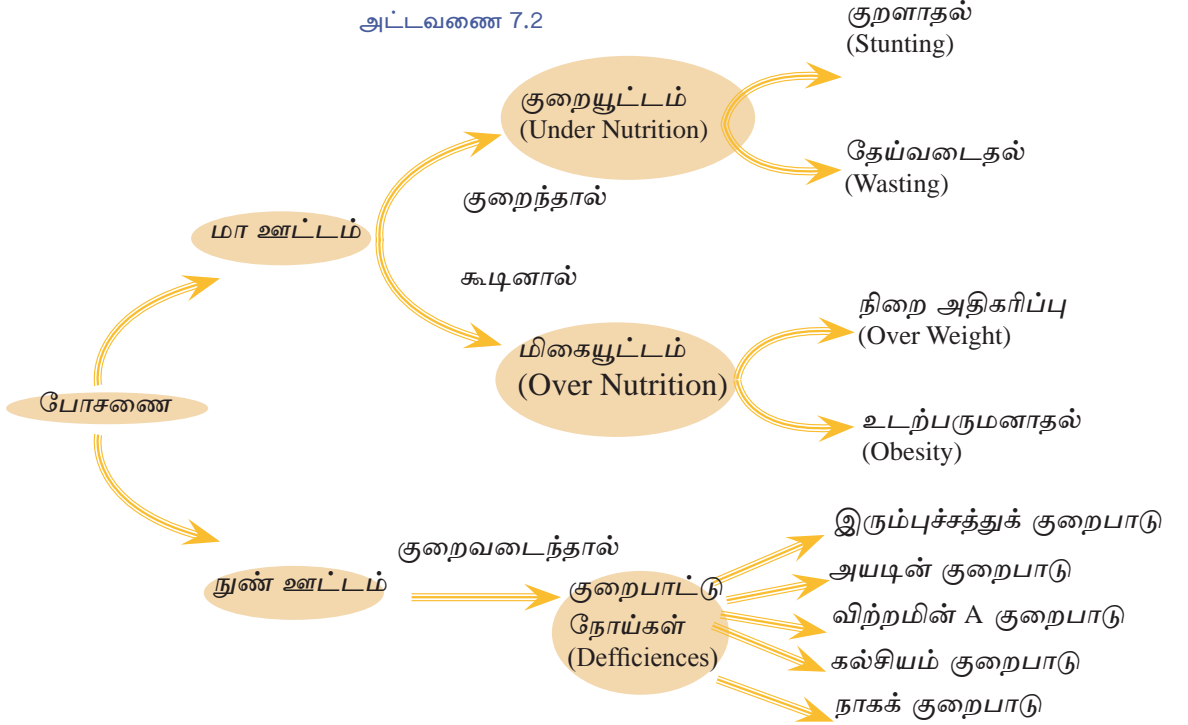 அட்டவணை 7.2
போசணை
மா ஊட்டம்
குறைந்தால்
குறையூட்டம்
(Under Nutrition)
குறளாதல்
(Stunting)
தேய்வடைதல்
(Wasting)
கூடினால்
மிகையூட்டம்
(Over Nutrition)
நிறை அதிகரிப்பு
(Over Weight)
உடற்பருமனாதல்
(Obesity)
நுண் ஊட்டம்
குறைவடைந்தால்
குறைபாட்டு
நோய்கள்
(Defficiences)
இரும்புச்சத்துக் குறைபாடு
அயடின் குறைபாடு
விற்றமின் A குறைபாடு
கல்சியம் குறைபாடு
நாகக் குறைபாடு